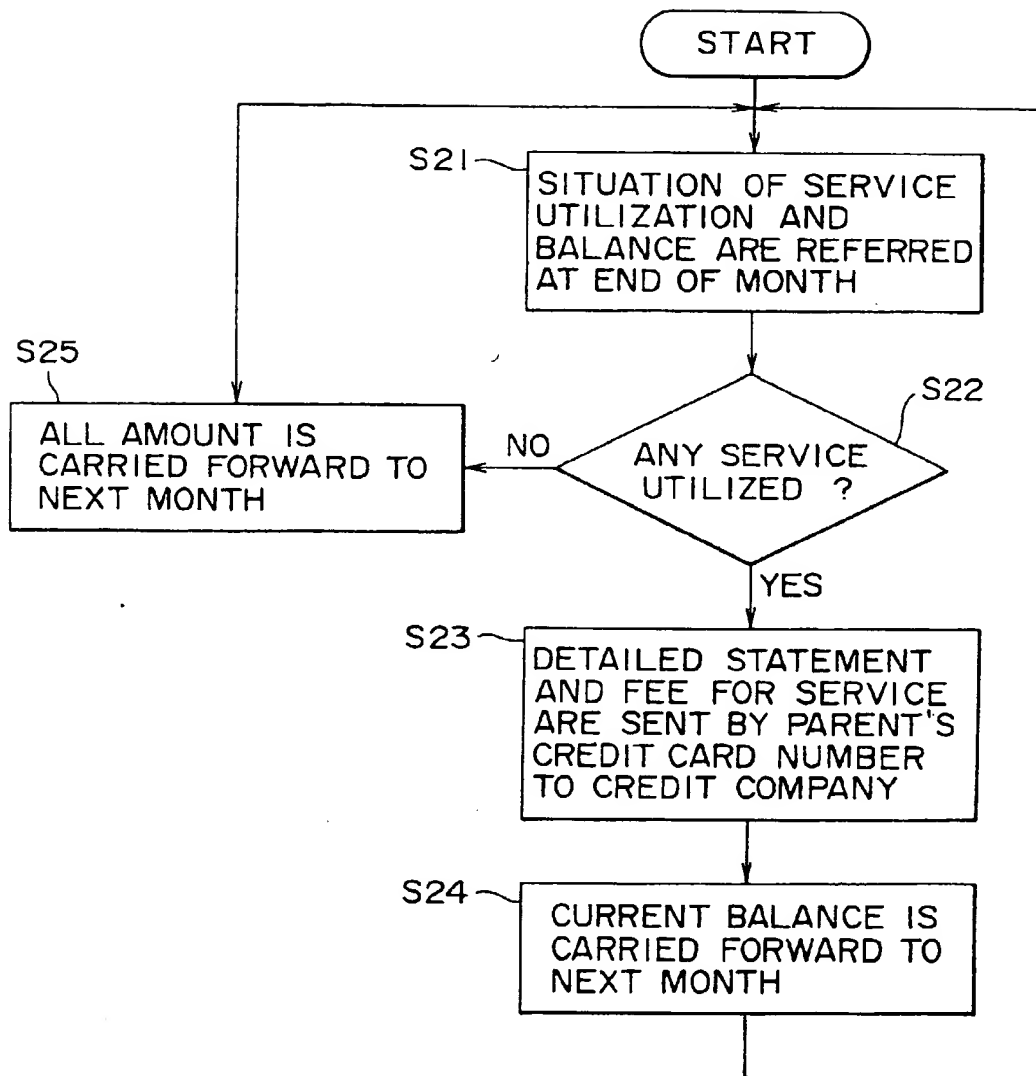 START
S21
SITUATION OF SERVICE
UTILIZATION AND
BALANCE ARE REFERRED
AT END OF MONTH
S25
ALL AMOUNT IS
CARRIED FORWARD TO
NEXT MONTH
NO
S22
ANY SERVICE
UTILIZED ?
YES
S23
DETAILED STATEMENT
AND FEE FOR SERVICE
ARE SENT BY PARENT'S
CREDIT CARD NUMBER
TO CREDIT COMPANY
S24
CURRENT BALANCE IS
CARRIED FORWARD TO
NEXT MONTH